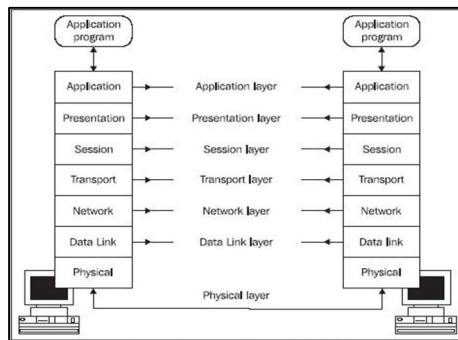 Application
program
Application
program
Application
Application layer
Application
Presentation
Presentation layer
Presentation
Session
Session layer
Session
Transport
Transport layer
Transport
Network
Network layer
Network
Data Link
Data Link layer
Data link
Physical
Physical
Physical layer